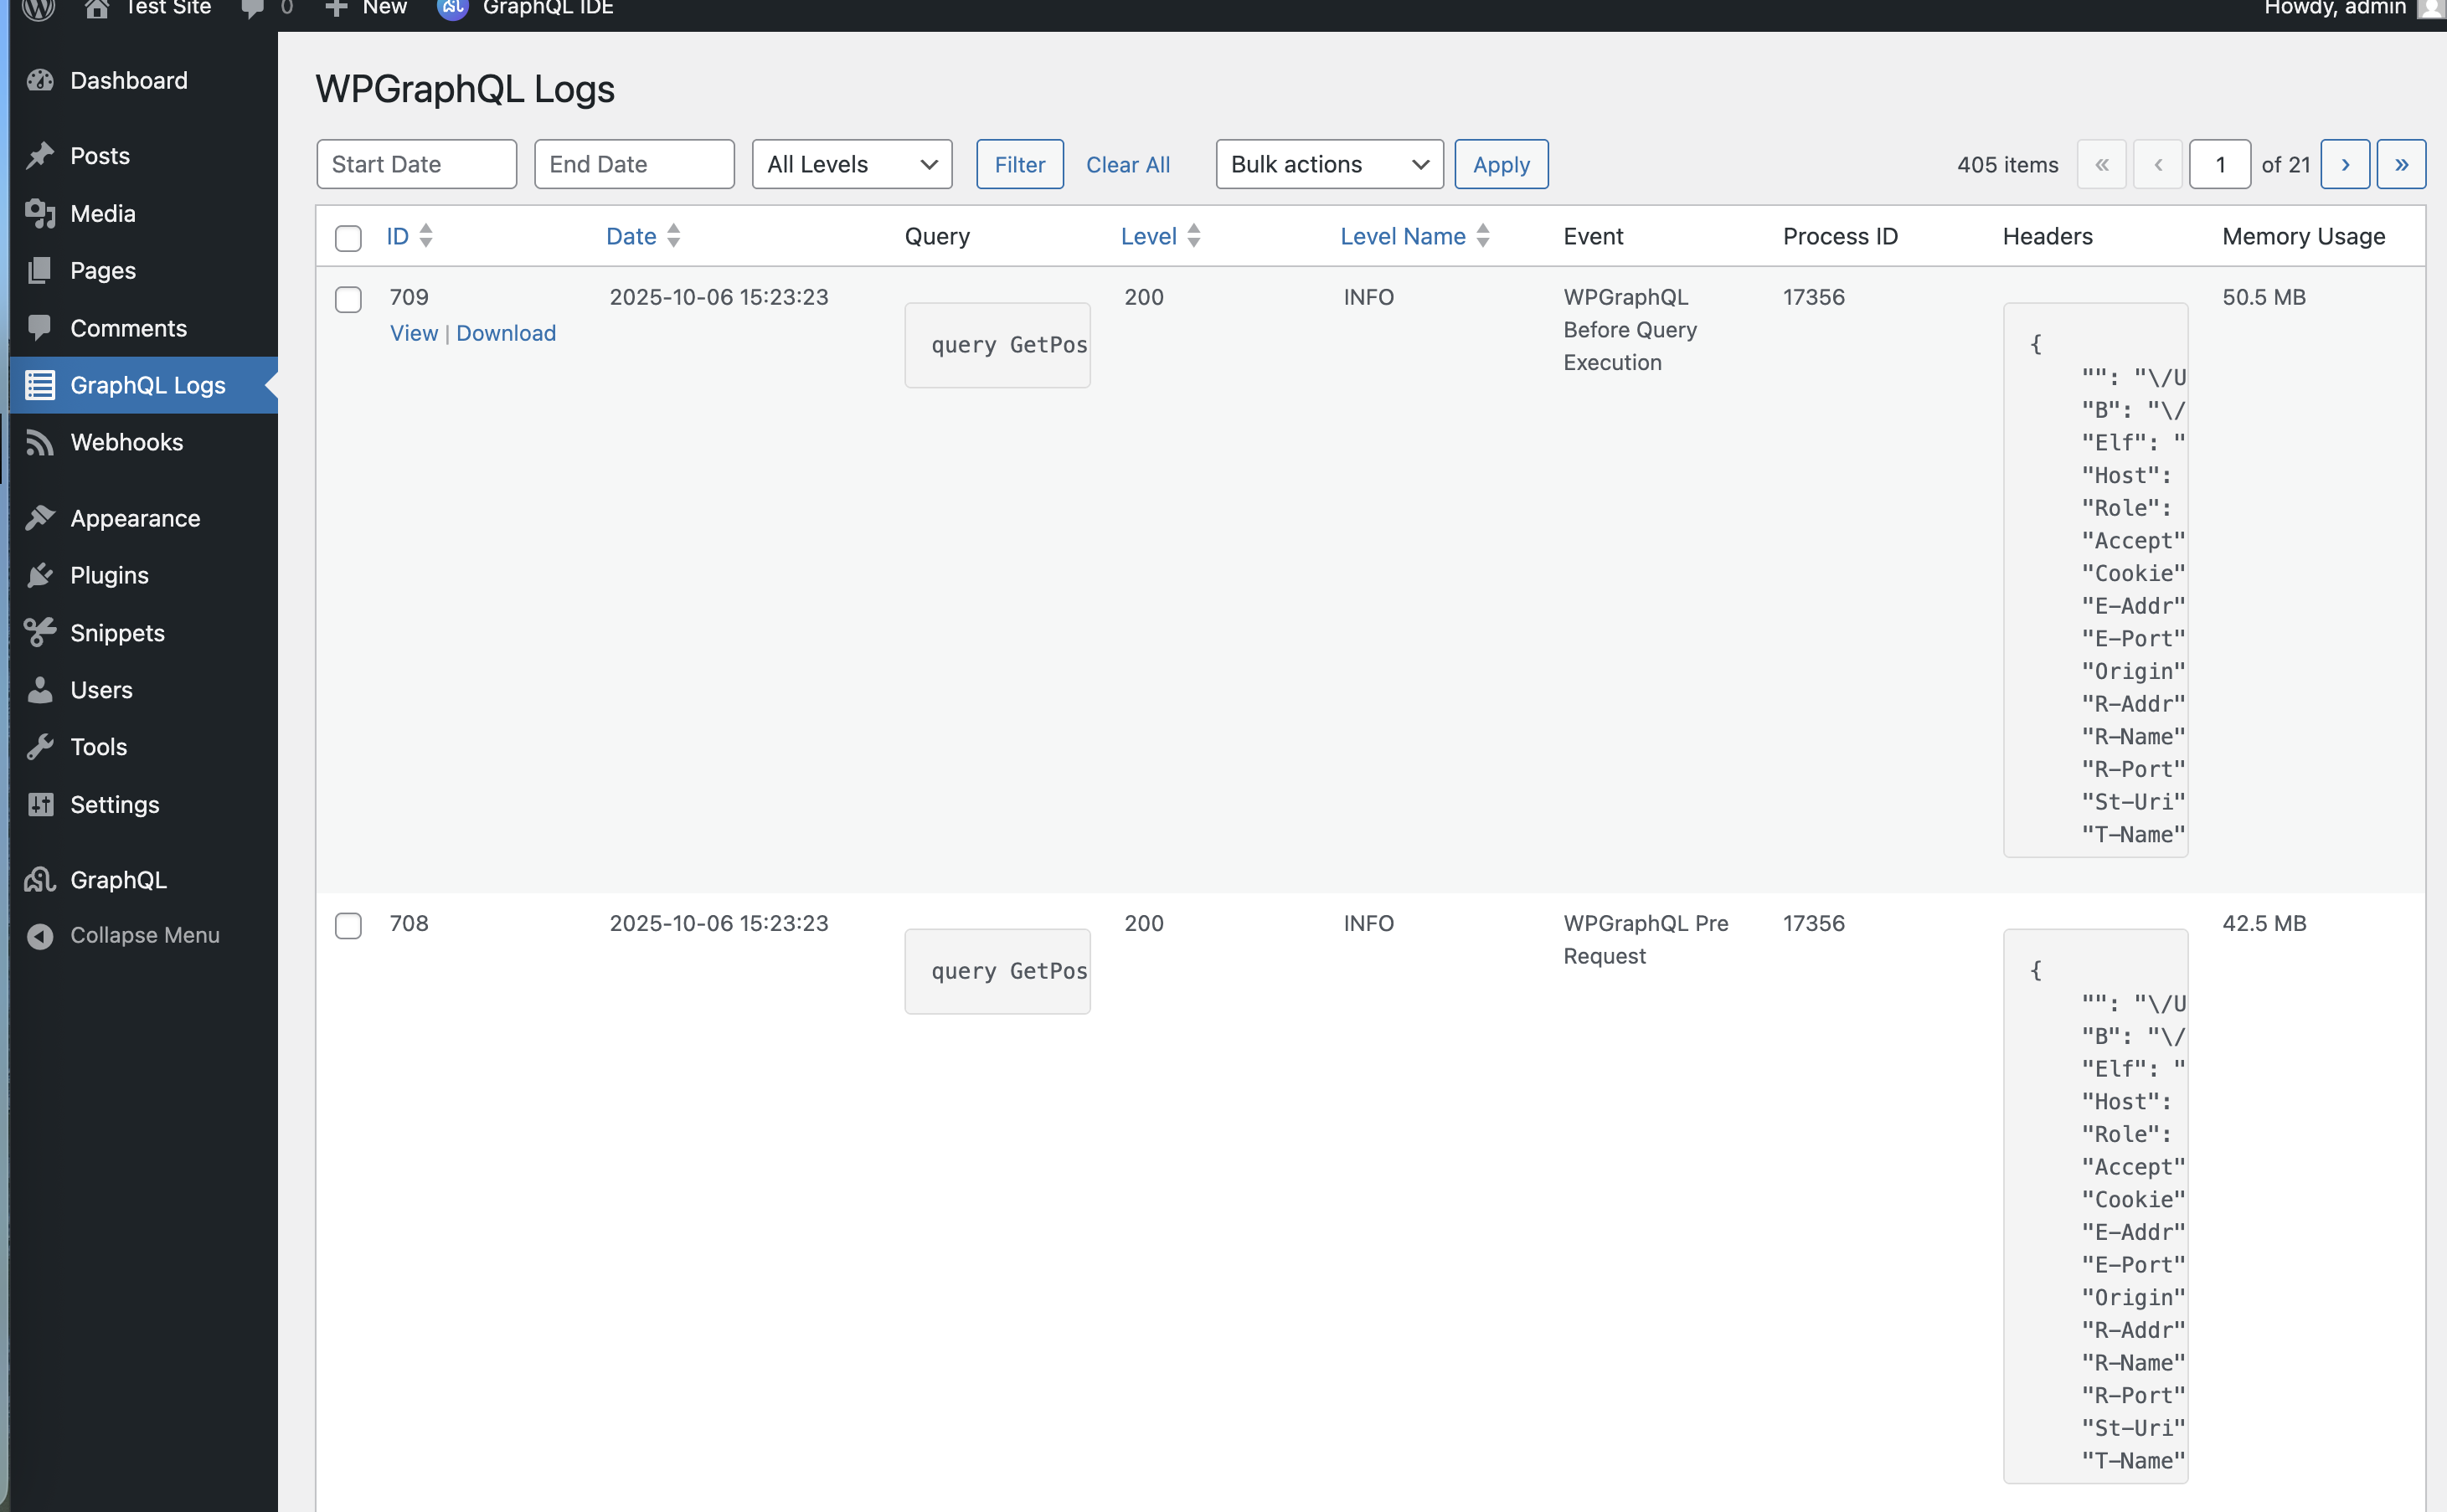 Test Site 0 New GraphQL IDE Howdy, admin
Dashboard
Posts
Media
Pages
Comments
GraphQL Logs
Webhooks
Appearance
Plugins
Snippets
Users
Tools
Settings
GraphQL
Collapse Menu
WPGraphQL Logs
Start Date End Date All Levels Filter Clear All Bulk actions Apply 405 items « ‹ 1 of 21 › »
ID Date Query Level Level Name Event Process ID Headers Memory Usage
709 2025-10-06 15:23:23 200 INFO WPGraphQL 17356 50.5 MB
View | Download
Before Query
Execution
query GetPos
{
"": "\/U
"B": "\/
"Elf": "
"Host":
"Role":
"Accept"
"Cookie"
"E-Addr"
"E-Port"
"Origin"
"R-Addr"
"R-Name"
"R-Port"
"St-Uri"
"T-Name"
708 2025-10-06 15:23:23 200 INFO WPGraphQL Pre 17356 42.5 MB
Request
query GetPos
{
"": "\/U
"B": "\/
"Elf": "
"Host":
"Role":
"Accept"
"Cookie"
"E-Addr"
"E-Port"
"Origin"
"R-Addr"
"R-Name"
"R-Port"
"St-Uri"
"T-Name"